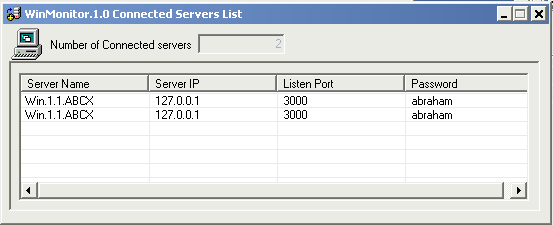 WinMonitor.1.0 Connected Servers List
Number of Connected servers 2
Server Name Server IP Listen Port Password
Win.1.1.ABCX 127.0.0.1 3000 abraham
Win.1.1.ABCX 127.0.0.1 3000 abraham